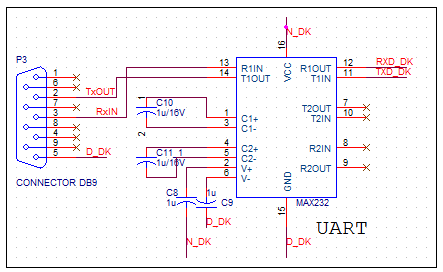 N_DK
P3
16
1
6
2
7
3
8
4
9
5
TxOUT
RxIN
D_DK
CONNECTOR DB9
13
14
R1IN
T1OUT
VCC
R1OUT
T1IN
12
11
RXD_DK
TXD_DK
1
C10
1u/16V
2
1
3
C1+
C1-
T2OUT
T2IN
7
10
C11
1
1u/16V
4
5
2
6
C2+
C2-
V+
V-
R2IN
8
R2OUT
9
C8
1u
1u
C9
GND
15
MAX232
D_DK
N_DK
D_DK
UART